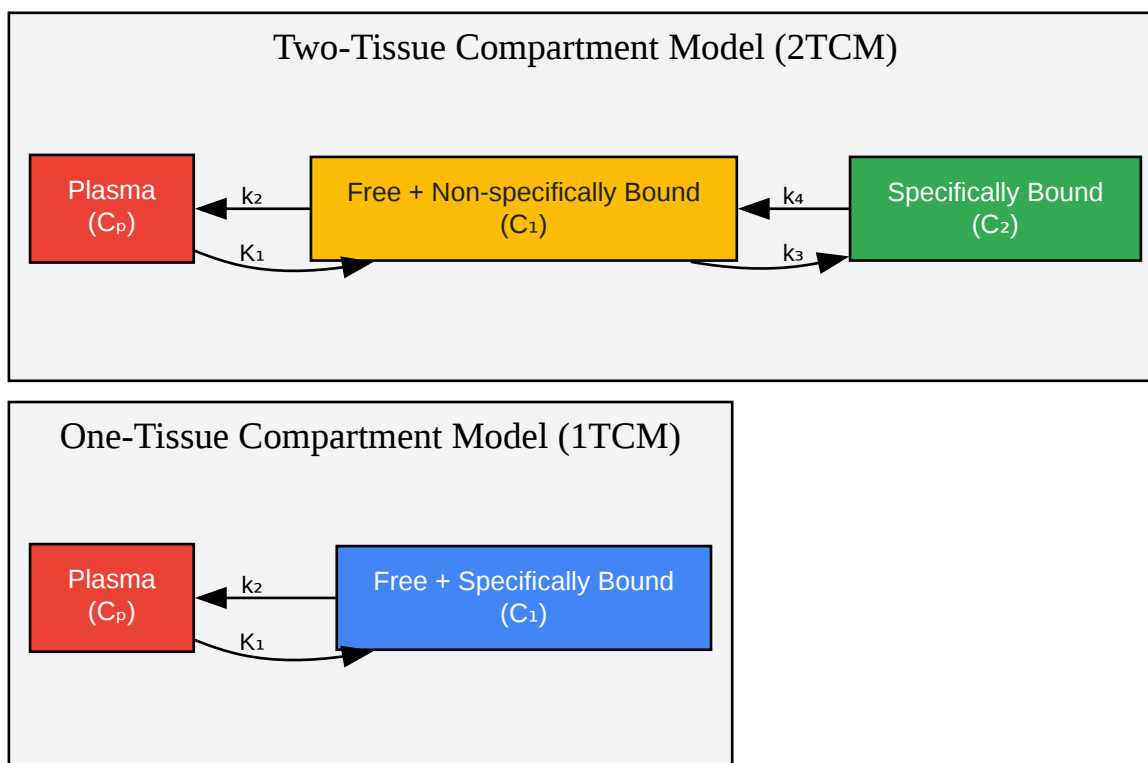 Two-Tissue Compartment Model (2TCM)
Plasma
(Cₚ)
k₂
K₁
Free + Non-specifically Bound
(C₁)
k₄
k₃
Specifically Bound
(C₂)
One-Tissue Compartment Model (1TCM)
Plasma
(Cₚ)
k₂
K₁
Free + Specifically Bound
(C₁)